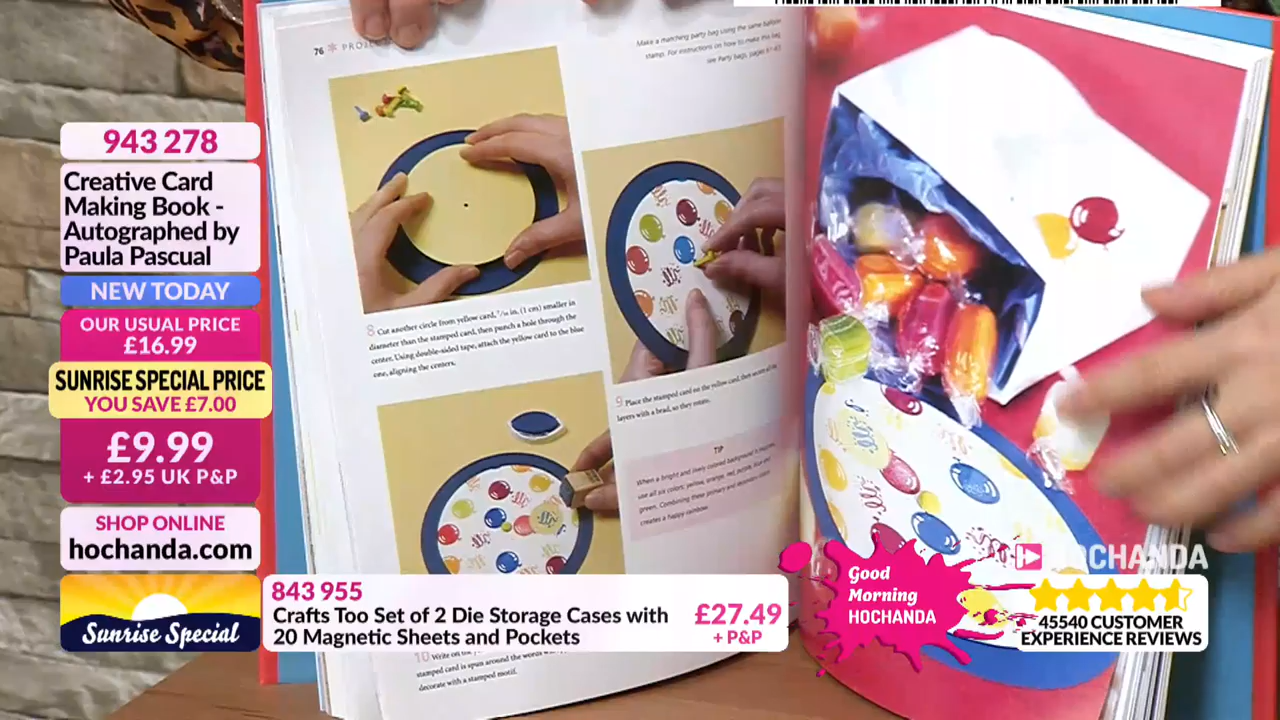 943 278
Creative Card
Making Book -
Autographed by
Paula Pascual
NEW TODAY
OUR USUAL PRICE
£16.99
SUNRISE SPECIAL PRICE
YOU SAVE £7.00
£9.99
+ £2.95 UK P&P
SHOP ONLINE
hochanda.com
Sunrise Special
843 955
Crafts Too Set of 2 Die Storage Cases with
20 Magnetic Sheets and Pockets
£27.49
+ P&P
Good
Morning
HOCHANDA
HOCHANDA
45540 CUSTOMER
EXPERIENCE REVIEWS
76
Make a matching party bag using the same balloon
stamp. For instructions on how to make this bag
see Party bags, pages
8 Cut another circle from yellow card, in. (1 cm) smaller in
diameter than the stamped card, then punch a hole through the
center. Using double-sided tape, attach the yellow card to the blue
one, aligning the centers.
9 Place the stamped card on the yellow card, then
layers with a brad, so they rotate.
TIP
When a bright and lively colored background is required,
use all six colors: yellow, orange, red, purple, blue and
green. Combining these primary and secondary colors
creates a happy rainbow.
10 Write on the
stamped card is spun around the words
decorate with a stamped motif.